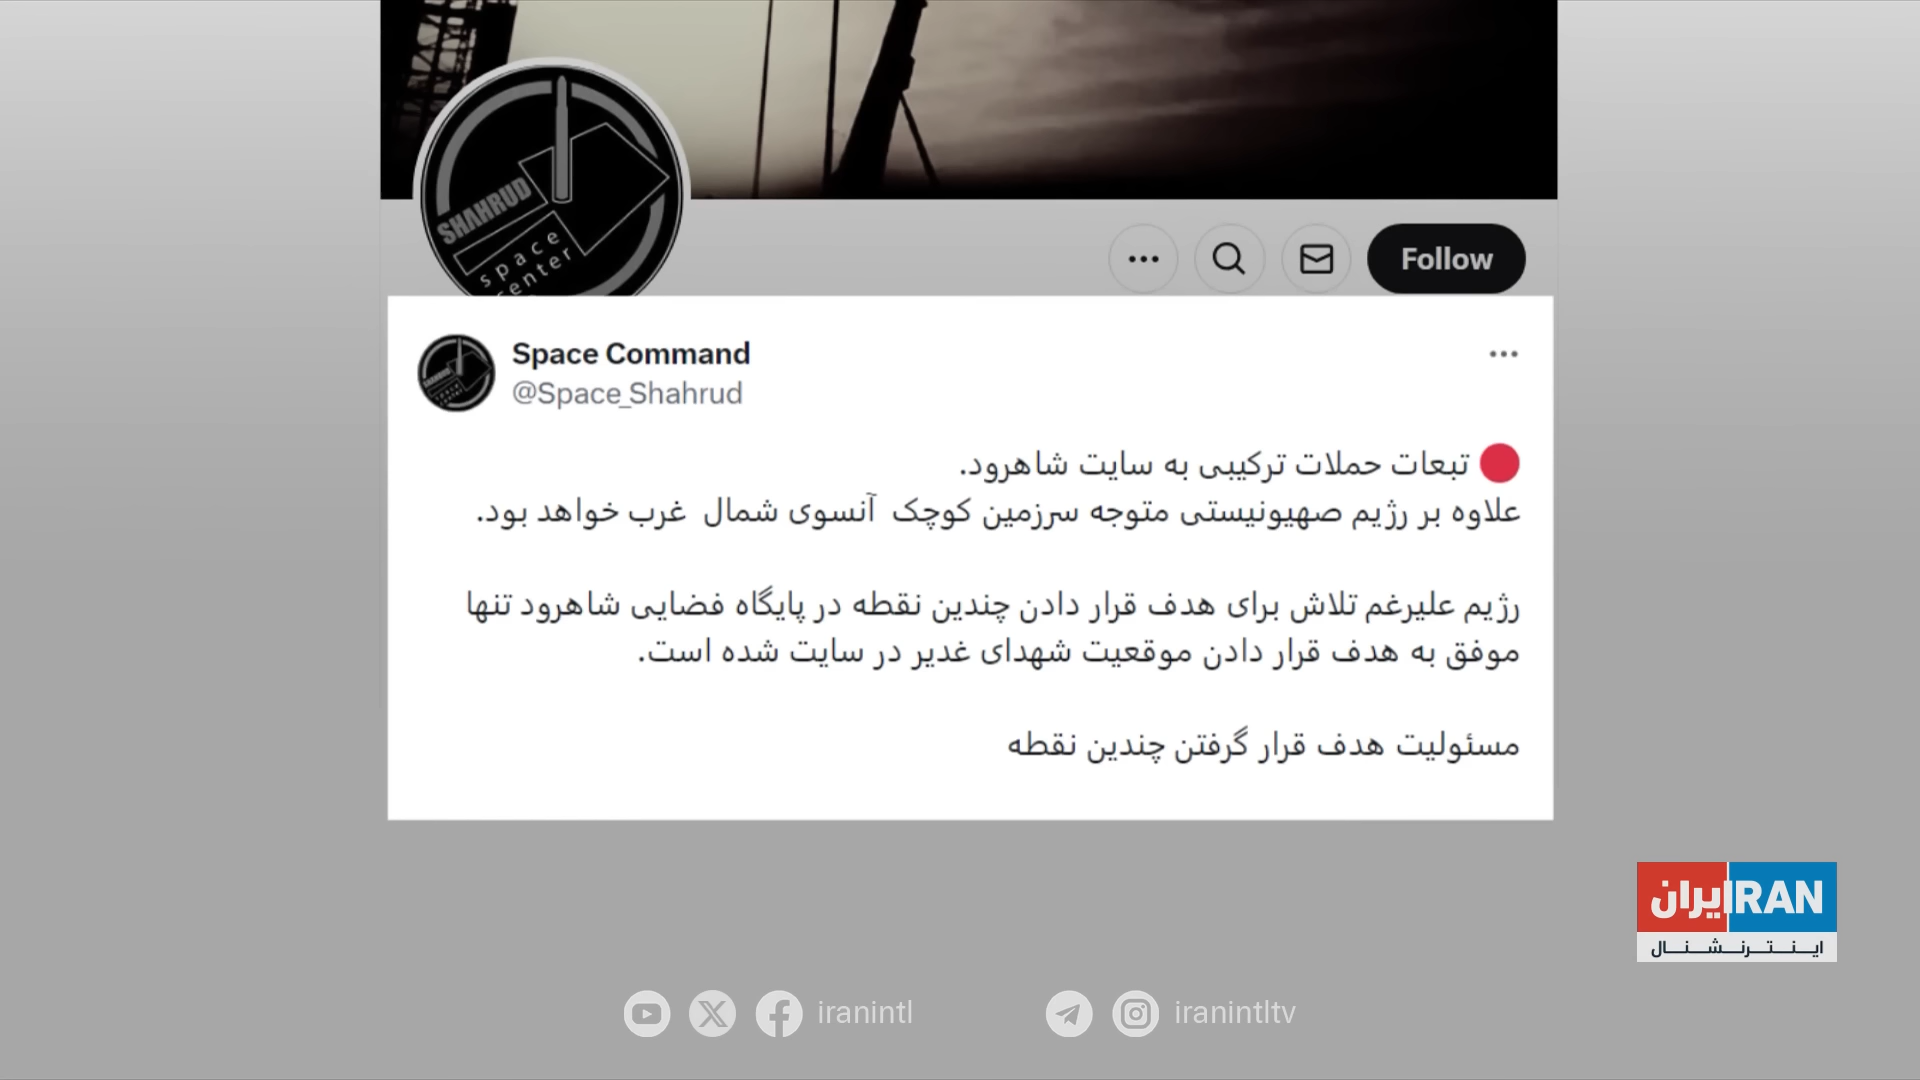 SHAHRUD
space
center
Follow
Space Command
@Space_Shahrud
تبعات حملات ترکیبی به سایت شاهرود.
علاوه بر رژیم صهیونیستی متوجه سرزمین کوچک آنسوی شمال غرب خواهد بود.
رژیم علیرغم تلاش برای هدف قرار دادن چندین نقطه در پایگاه فضایی شاهرود تنها
موفق به هدف قرار دادن موقعیت شهدای غدیر در سایت شده است.
مسئولیت هدف قرار گرفتن چندین نقطه
ایران IRAN
اینترنشنال
iranintl
iranintltv